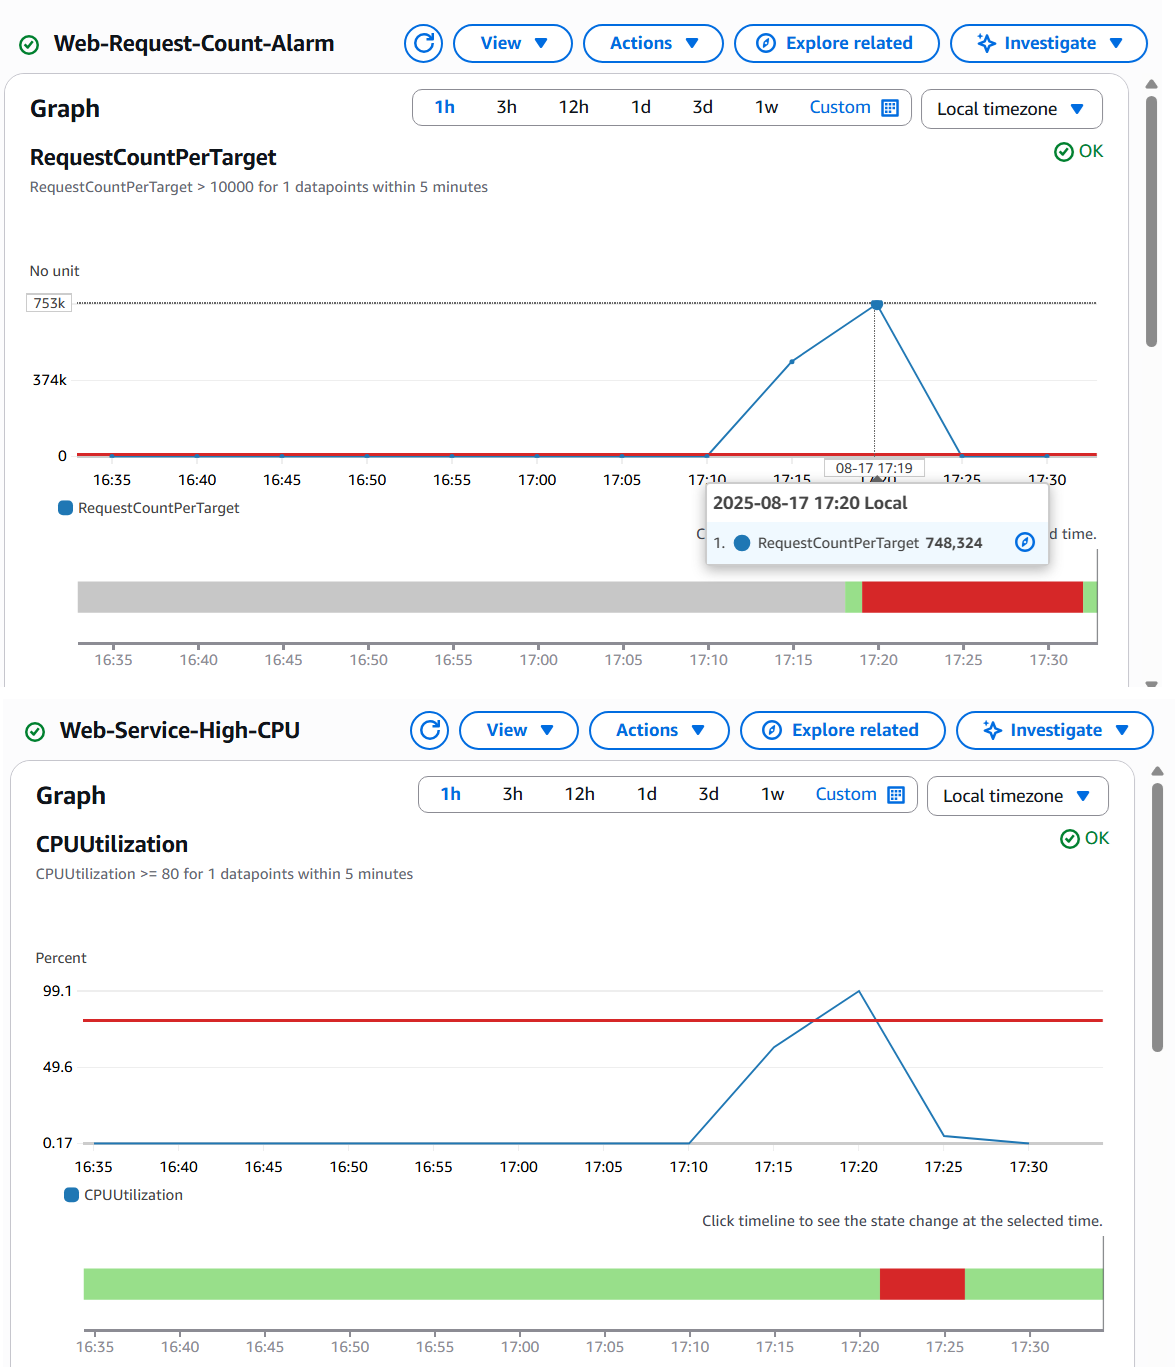 Web-Request-Count-Alarm View Actions Explore related Investigate
Graph 1h 3h 12h 1d 3d 1w Custom Local timezone
RequestCountPerTarget OK
RequestCountPerTarget > 10000 for 1 datapoints within 5 minutes
No unit
753k
374k
0
08-17 17:19
16:35 16:40 16:45 16:50 16:55 17:00 17:05 17:10 17:15 17:20 17:25 17:30
RequestCountPerTarget
2025-08-17 17:20 Local
C d time.
1. RequestCountPerTarget 748,324
16:35 16:40 16:45 16:50 16:55 17:00 17:05 17:10 17:15 17:20 17:25 17:30
Web-Service-High-CPU View Actions Explore related Investigate
Graph 1h 3h 12h 1d 3d 1w Custom Local timezone
CPUUtilization OK
CPUUtilization >= 80 for 1 datapoints within 5 minutes
Percent
99.1
49.6
0.17
16:35 16:40 16:45 16:50 16:55 17:00 17:05 17:10 17:15 17:20 17:25 17:30
CPUUtilization
Click timeline to see the state change at the selected time.
16:35 16:40 16:45 16:50 16:55 17:00 17:05 17:10 17:15 17:20 17:25 17:30